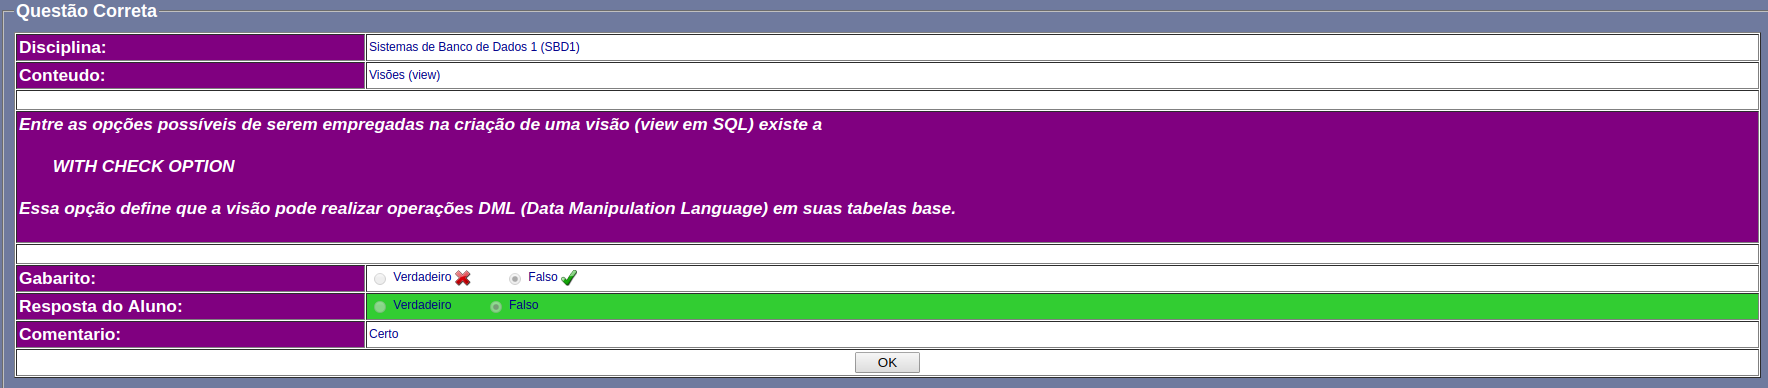 Questão Correta
Disciplina: Sistemas de Banco de Dados 1 (SBD1)
Conteudo: Visões (view)
Entre as opções possíveis de serem empregadas na criação de uma visão (view em SQL) existe a
WITH CHECK OPTION
Essa opção define que a visão pode realizar operações DML (Data Manipulation Language) em suas tabelas base.
Gabarito: Verdadeiro Falso
Resposta do Aluno: Verdadeiro Falso
Comentario: Certo
OK